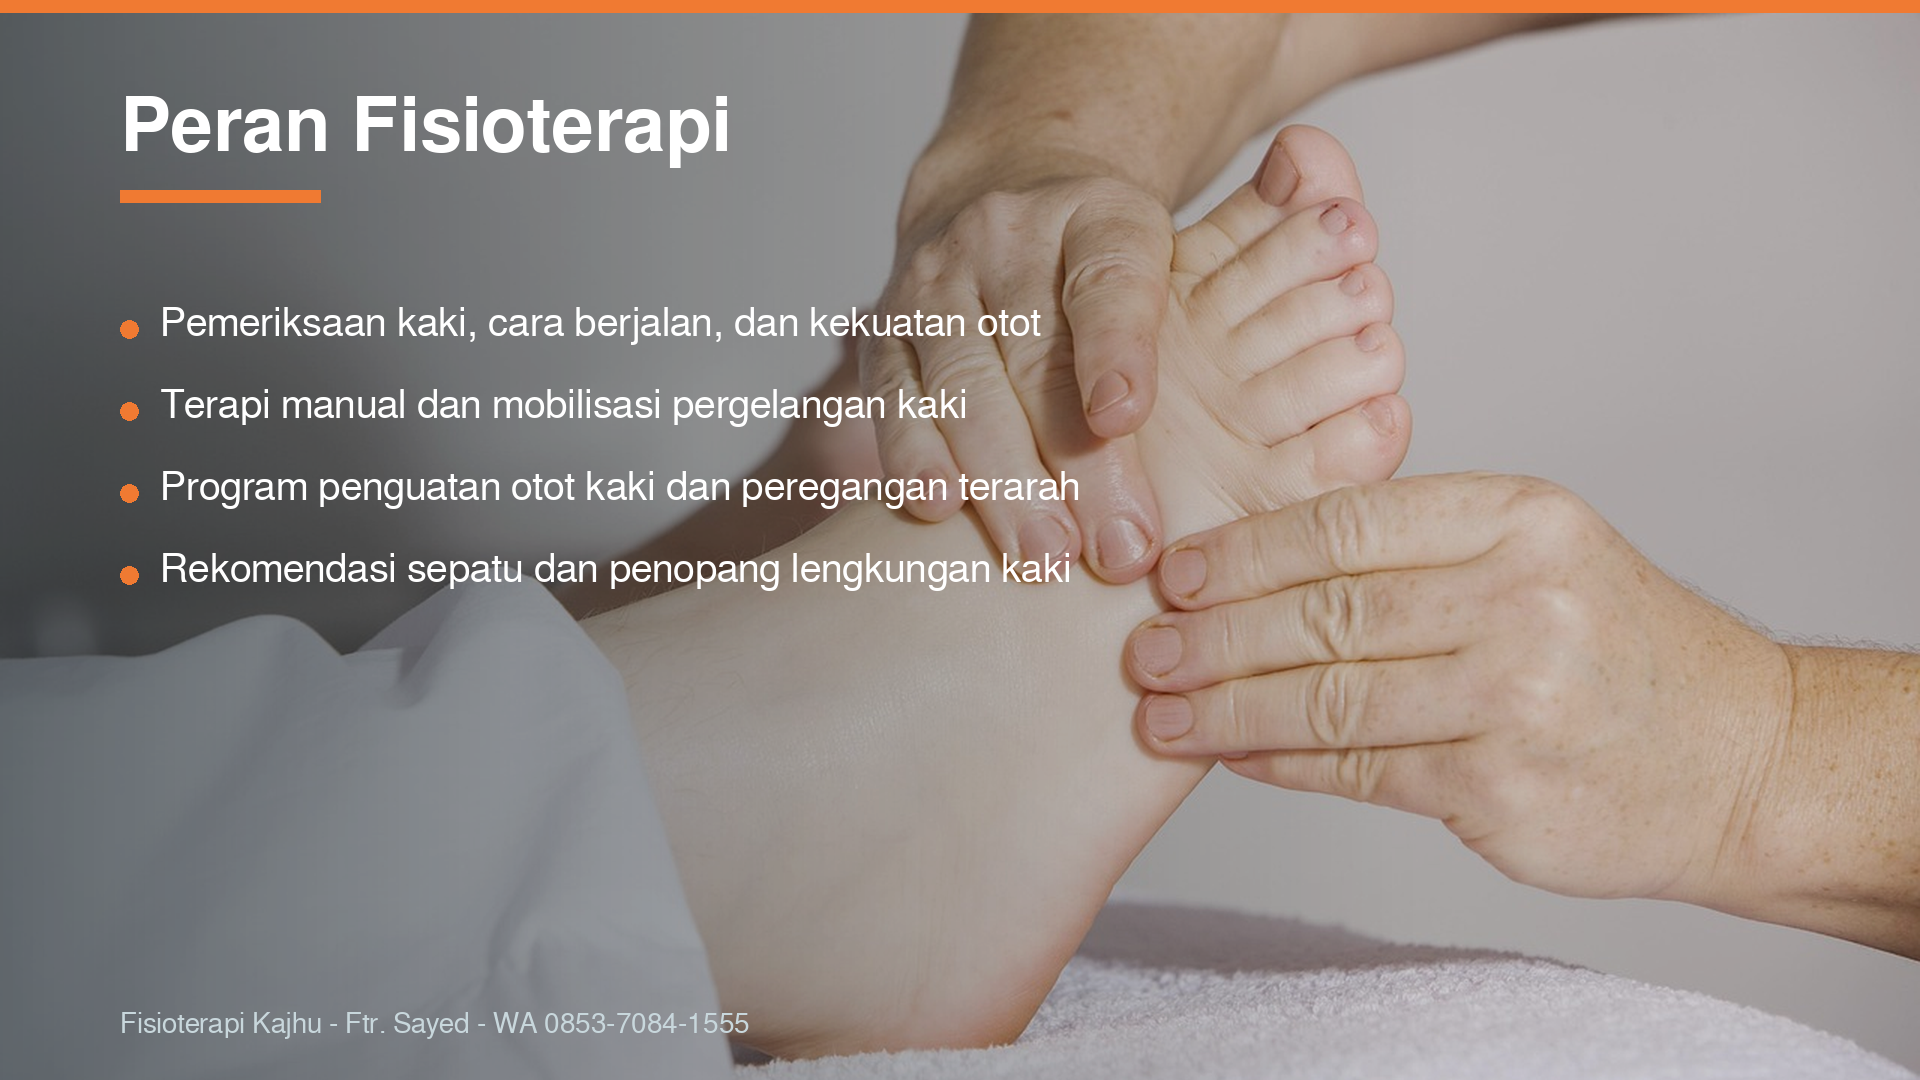 Peran Fisioterapi
Pemeriksaan kaki, cara berjalan, dan kekuatan otot
Terapi manual dan mobilisasi pergelangan kaki
Program penguatan otot kaki dan peregangan terarah
Rekomendasi sepatu dan penopang lengkungan kaki
Fisioterapi Kajhu - Ftr. Sayed - WA 0853-7084-1555